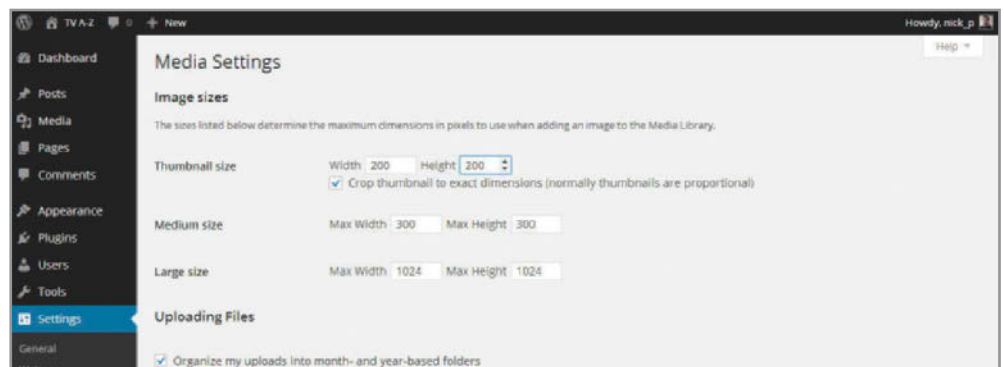 TV A-Z 0 + New Howdy, nick_p
Help
Dashboard
Posts
Media
Pages
Comments
Appearance
Plugins
Users
Tools
Settings
General
Media Settings
Image sizes
The sizes listed below determine the maximum dimensions in pixels to use when adding an image to the Media Library.
Thumbnail size Width 200 Height 200
Crop thumbnail to exact dimensions (normally thumbnails are proportional)
Medium size Max Width 300 Max Height 300
Large size Max Width 1024 Max Height 1024
Uploading Files
Organize my uploads into month- and year-based folders